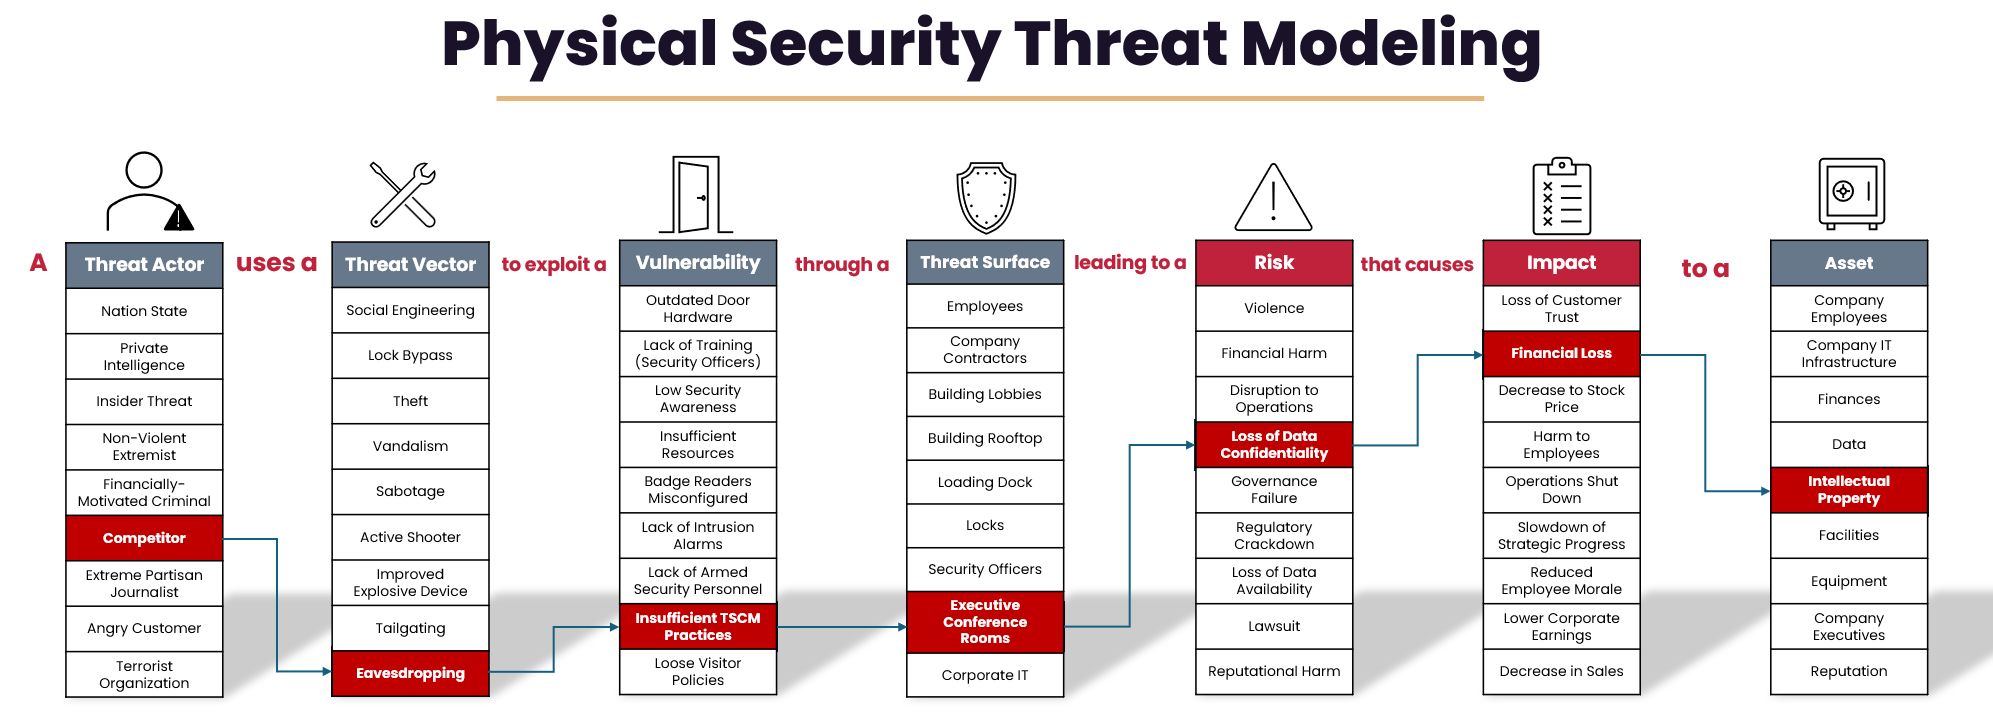 Physical Security Threat Modeling
A
Threat Actor
Nation State
Private
Intelligence
Insider Threat
Non-Violent
Extremist
Financially-
Motivated Criminal
Competitor
Extreme Partisan
Journalist
Angry Customer
Terrorist
Organization
uses a
Threat Vector
Social Engineering
Lock Bypass
Theft
Vandalism
Sabotage
Active Shooter
Improved
Explosive Device
Tailgating
Eavesdropping
to exploit a
Vulnerability
Outdated Door
Hardware
Lack of Training
(Security Officers)
Low Security
Awareness
Insufficient
Resources
Badge Readers
Misconfigured
Lack of Intrusion
Alarms
Lack of Armed
Security Personnel
Insufficient TSCM
Practices
Loose Visitor
Policies
through a
Threat Surface
Employees
Company
Contractors
Building Lobbies
Building Rooftop
Loading Dock
Locks
Security Officers
Executive
Conference
Rooms
Corporate IT
leading to a
Risk
Violence
Financial Harm
Disruption to
Operations
Loss of Data
Confidentiality
Governance
Failure
Regulatory
Crackdown
Loss of Data
Availability
Lawsuit
Reputational Harm
that causes
Impact
Loss of Customer
Trust
Financial Loss
Decrease to Stock
Price
Harm to
Employees
Operations Shut
Down
Slowdown of
Strategic Progress
Reduced
Employee Morale
Lower Corporate
Earnings
Decrease in Sales
to a
Asset
Company
Employees
Company IT
Infrastructure
Finances
Data
Intellectual
Property
Facilities
Equipment
Company
Executives
Reputation